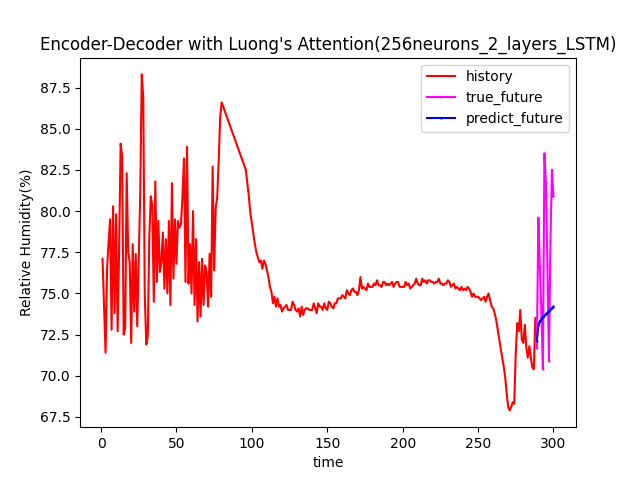 Encoder-Decoder with Luong's Attention(256neurons_2_layers_LSTM)
history
true_future
predict_future
87.5
85.0
82.5
80.0
77.5
75.0
72.5
70.0
67.5
Relative Humidity(%)
0 50 100 150 200 250 300
time